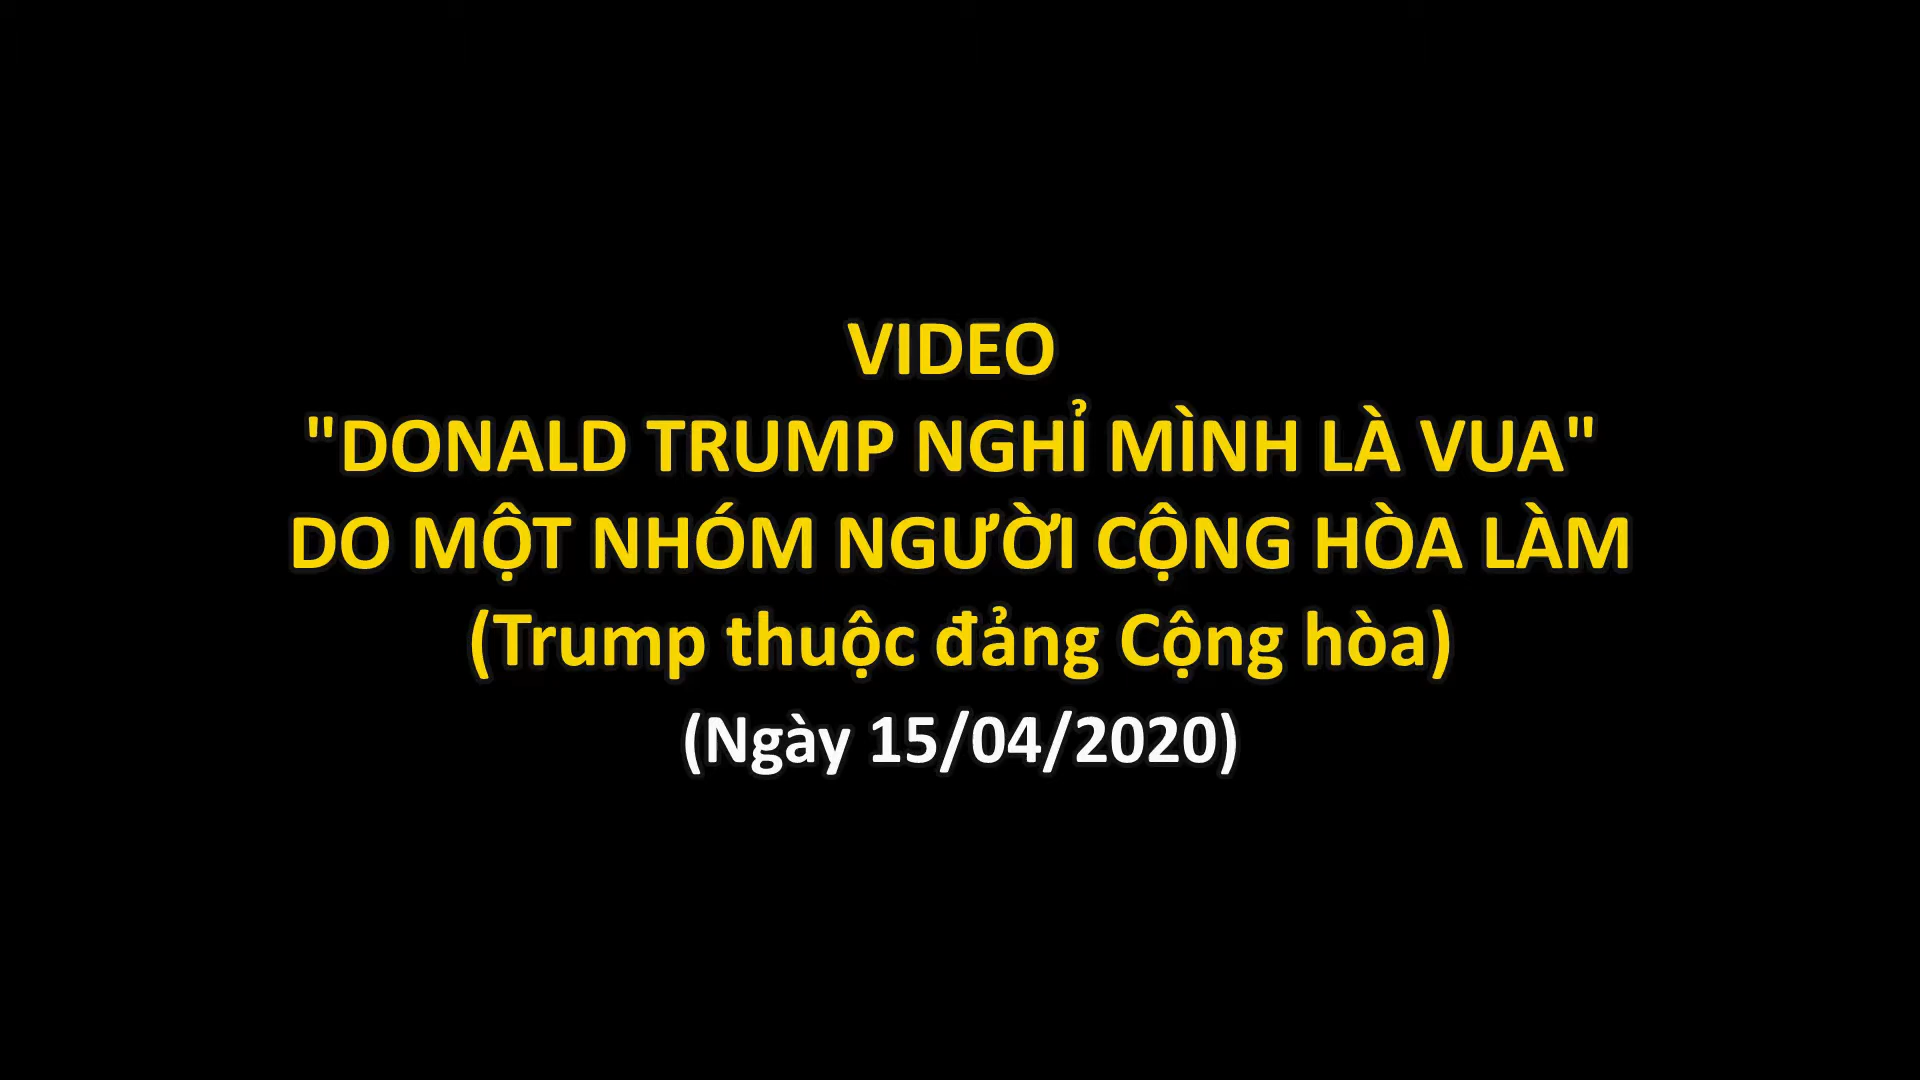 VIDEO
"DONALD TRUMP NGHỈ MÌNH LÀ VUA"
DO MỘT NHÓM NGƯỜI CỘNG HÒA LÀM
(Trump thuộc đảng Cộng hòa)
(Ngày 15/04/2020)